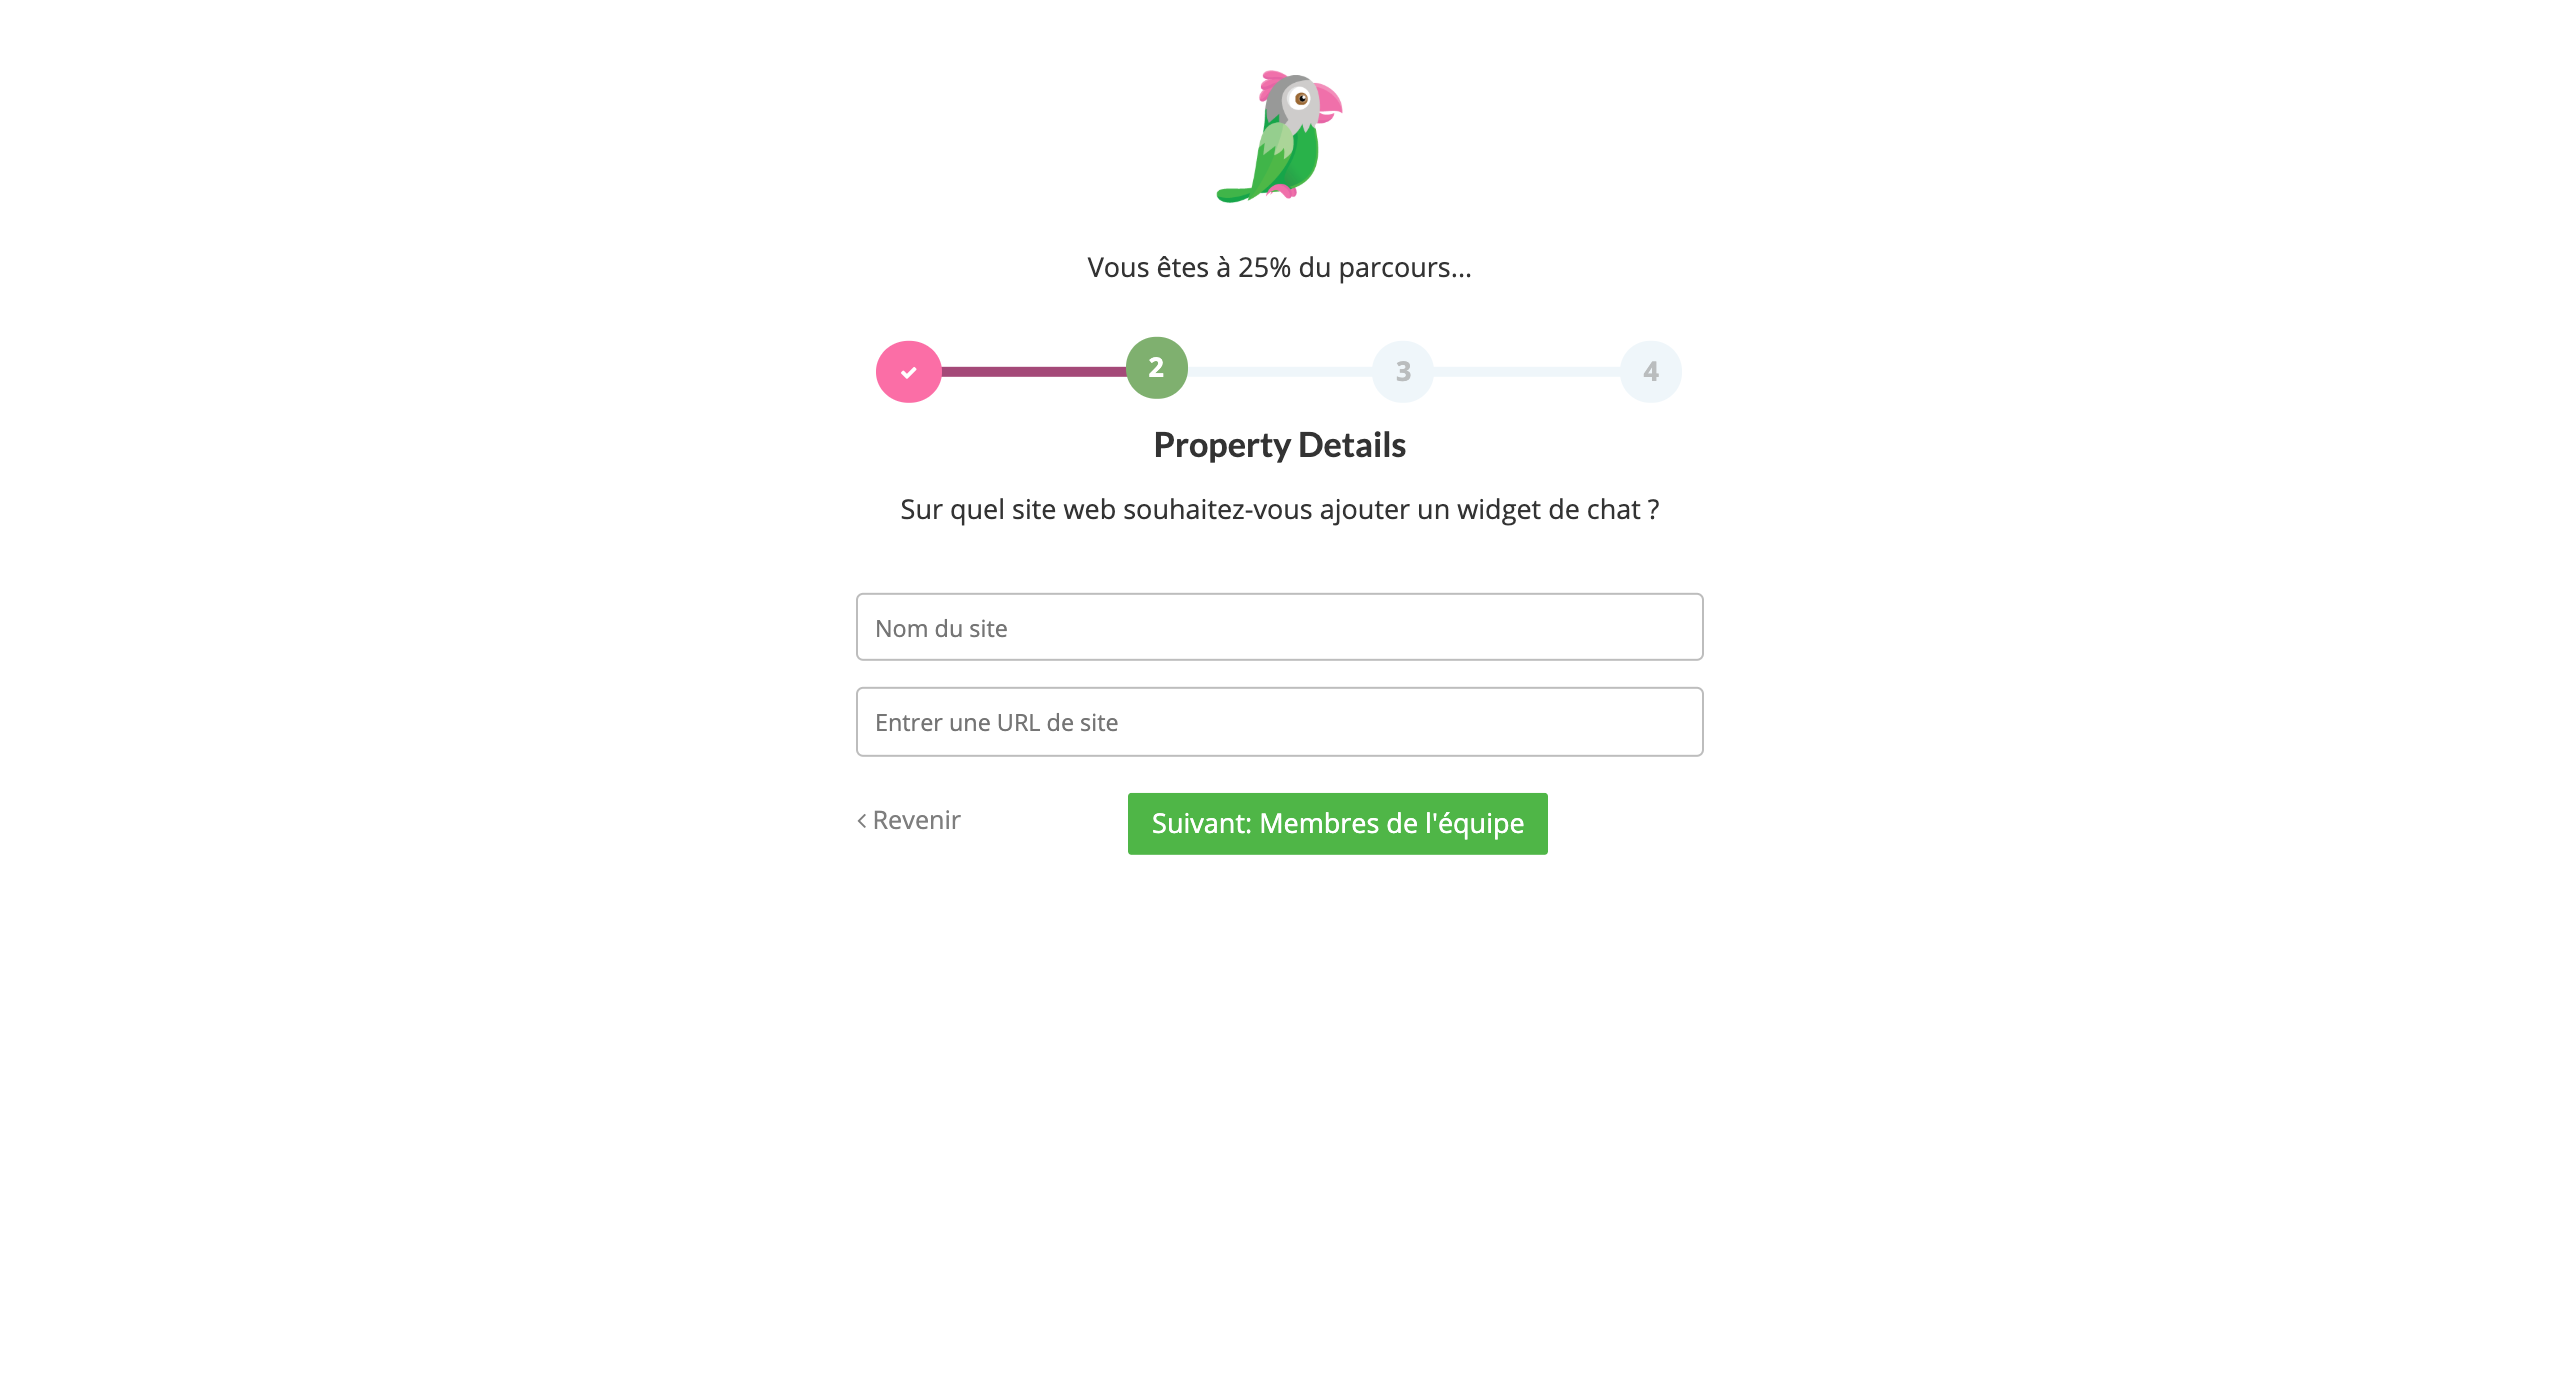 Vous êtes à 25% du parcours...
2
3
4
Property Details
Sur quel site web souhaitez-vous ajouter un widget de chat ?
Nom du site
Entrer une URL de site
< Revenir
Suivant: Membres de l'équipe